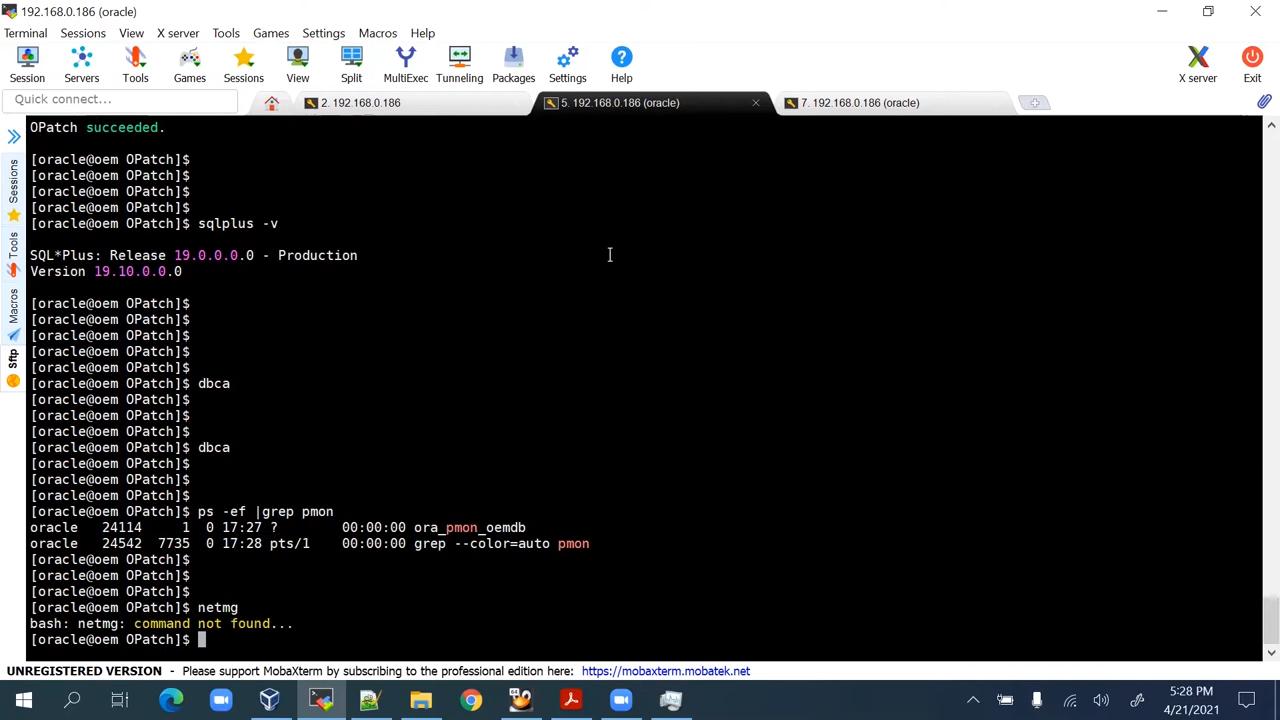 192.168.0.186 (oracle)
Terminal Sessions View X server Tools Games Settings Macros Help
Session Servers Tools Games Sessions View Split MultiExec Tunneling Packages Settings Help X server Exit
Quick connect...
2. 192.168.0.186
5. 192.168.0.186 (oracle)
7. 192.168.0.186 (oracle)
Sessions
Tools
Macros
Sftp
OPatch succeeded.
[oracle@oem OPatch]$
[oracle@oem OPatch]$
[oracle@oem OPatch]$
[oracle@oem OPatch]$
[oracle@oem OPatch]$ sqlplus -v
SQL*Plus: Release 19.0.0.0.0 - Production
Version 19.10.0.0.0
[oracle@oem OPatch]$
[oracle@oem OPatch]$
[oracle@oem OPatch]$
[oracle@oem OPatch]$
[oracle@oem OPatch]$
[oracle@oem OPatch]$ dbca
[oracle@oem OPatch]$
[oracle@oem OPatch]$
[oracle@oem OPatch]$
[oracle@oem OPatch]$ dbca
[oracle@oem OPatch]$
[oracle@oem OPatch]$
[oracle@oem OPatch]$
[oracle@oem OPatch]$ ps -ef |grep pmon
oracle 24114 1 0 17:27 ? 00:00:00 ora_pmon_oemdb
oracle 24542 7735 0 17:28 pts/1 00:00:00 grep --color=auto pmon
[oracle@oem OPatch]$
[oracle@oem OPatch]$
[oracle@oem OPatch]$
[oracle@oem OPatch]$ netmg
bash: netmg: command not found...
[oracle@oem OPatch]$
UNREGISTERED VERSION - Please support MobaXterm by subscribing to the professional edition here: https://mobaxterm.mobatek.net
5:28 PM
4/21/2021